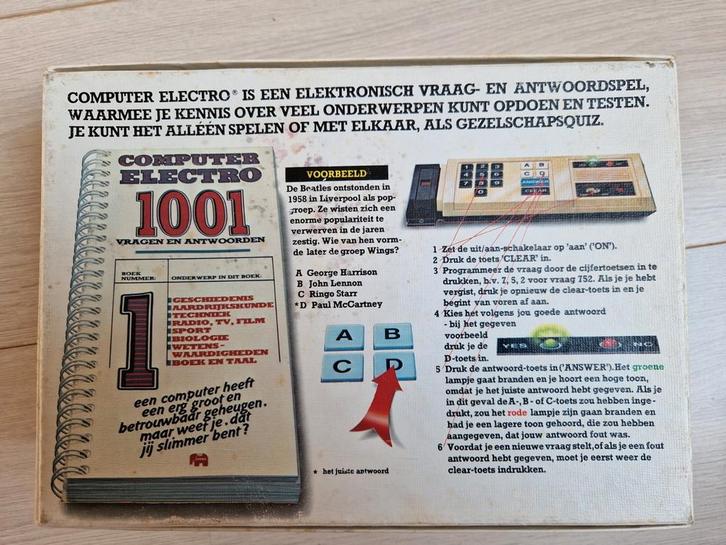 COMPUTER ELECTRO® IS EEN ELEKTRONISCH VRAAG- EN ANTWOORDSPEL,
WAARMEE JE KENNIS OVER VEEL ONDERWERPEN KUNT OPDOEN EN TESTEN.
JE KUNT HET ALLÉÉN SPELEN OF MET ELKAAR, ALS GEZELSCHAPSQUIZ.
COMPUTER
ELECTRO
1001
VRAGEN EN ANTWOORDEN
BOEK
NUMMER:
ONDERWERP IN DIT BOEK:
1
GESCHIEDENIS
AARDRIJKSKUNDE
TECHNIEK
RADIO, TV, FILM
SPORT
BIOLOGIE
WETENS-
WAARDIGHEDEN
BOEK EN TAAL
een computer heeft
een erg groot en
betrouwbaar geheugen.
maar weet je, dat
jij slimmer bent?
VOORBEELD
De Beatles ontstonden in
1958 in Liverpool als pop-
groep. Ze wisten zich een
enorme populariteit te
verwerven in de jaren
zestig. Wie van hen vorm-
de later de groep Wings?
A George Harrison
B John Lennon
C Ringo Starr
*D Paul McCartney
A B
C D
* het juiste antwoord
A B
C D
ANSWER
CLEAR
1 Zet de uit/aan-schakelaar op 'aan' ('ON').
2 Druk de toets 'CLEAR' in.
3 Programmeer de vraag door de cijfertoetsen in te
drukken, b.v. 7, 5, 2 voor vraag 752. Als je je hebt
vergist, druk je opnieuw de clear-toets in en je
begint van voren af aan.
4 Kies het volgens jou goede antwoord
- bij het gegeven
voorbeeld
druk je de
D-toets in.
YES NO
5 Druk de antwoord-toets in ('ANSWER'). Het groene
lampje gaat branden en je hoort een hoge toon,
omdat je het juiste antwoord hebt gegeven. Als je
in dit geval de A-, B- of C-toets zou hebben inge-
drukt, zou het rode lampje zijn gaan branden en
had je een lagere toon gehoord, die zou hebben
aangegeven, dat jouw antwoord fout was.
6 Voordat je een nieuwe vraag stelt, of als je een fout
antwoord hebt gegeven, moet je eerst weer de
clear-toets indrukken.